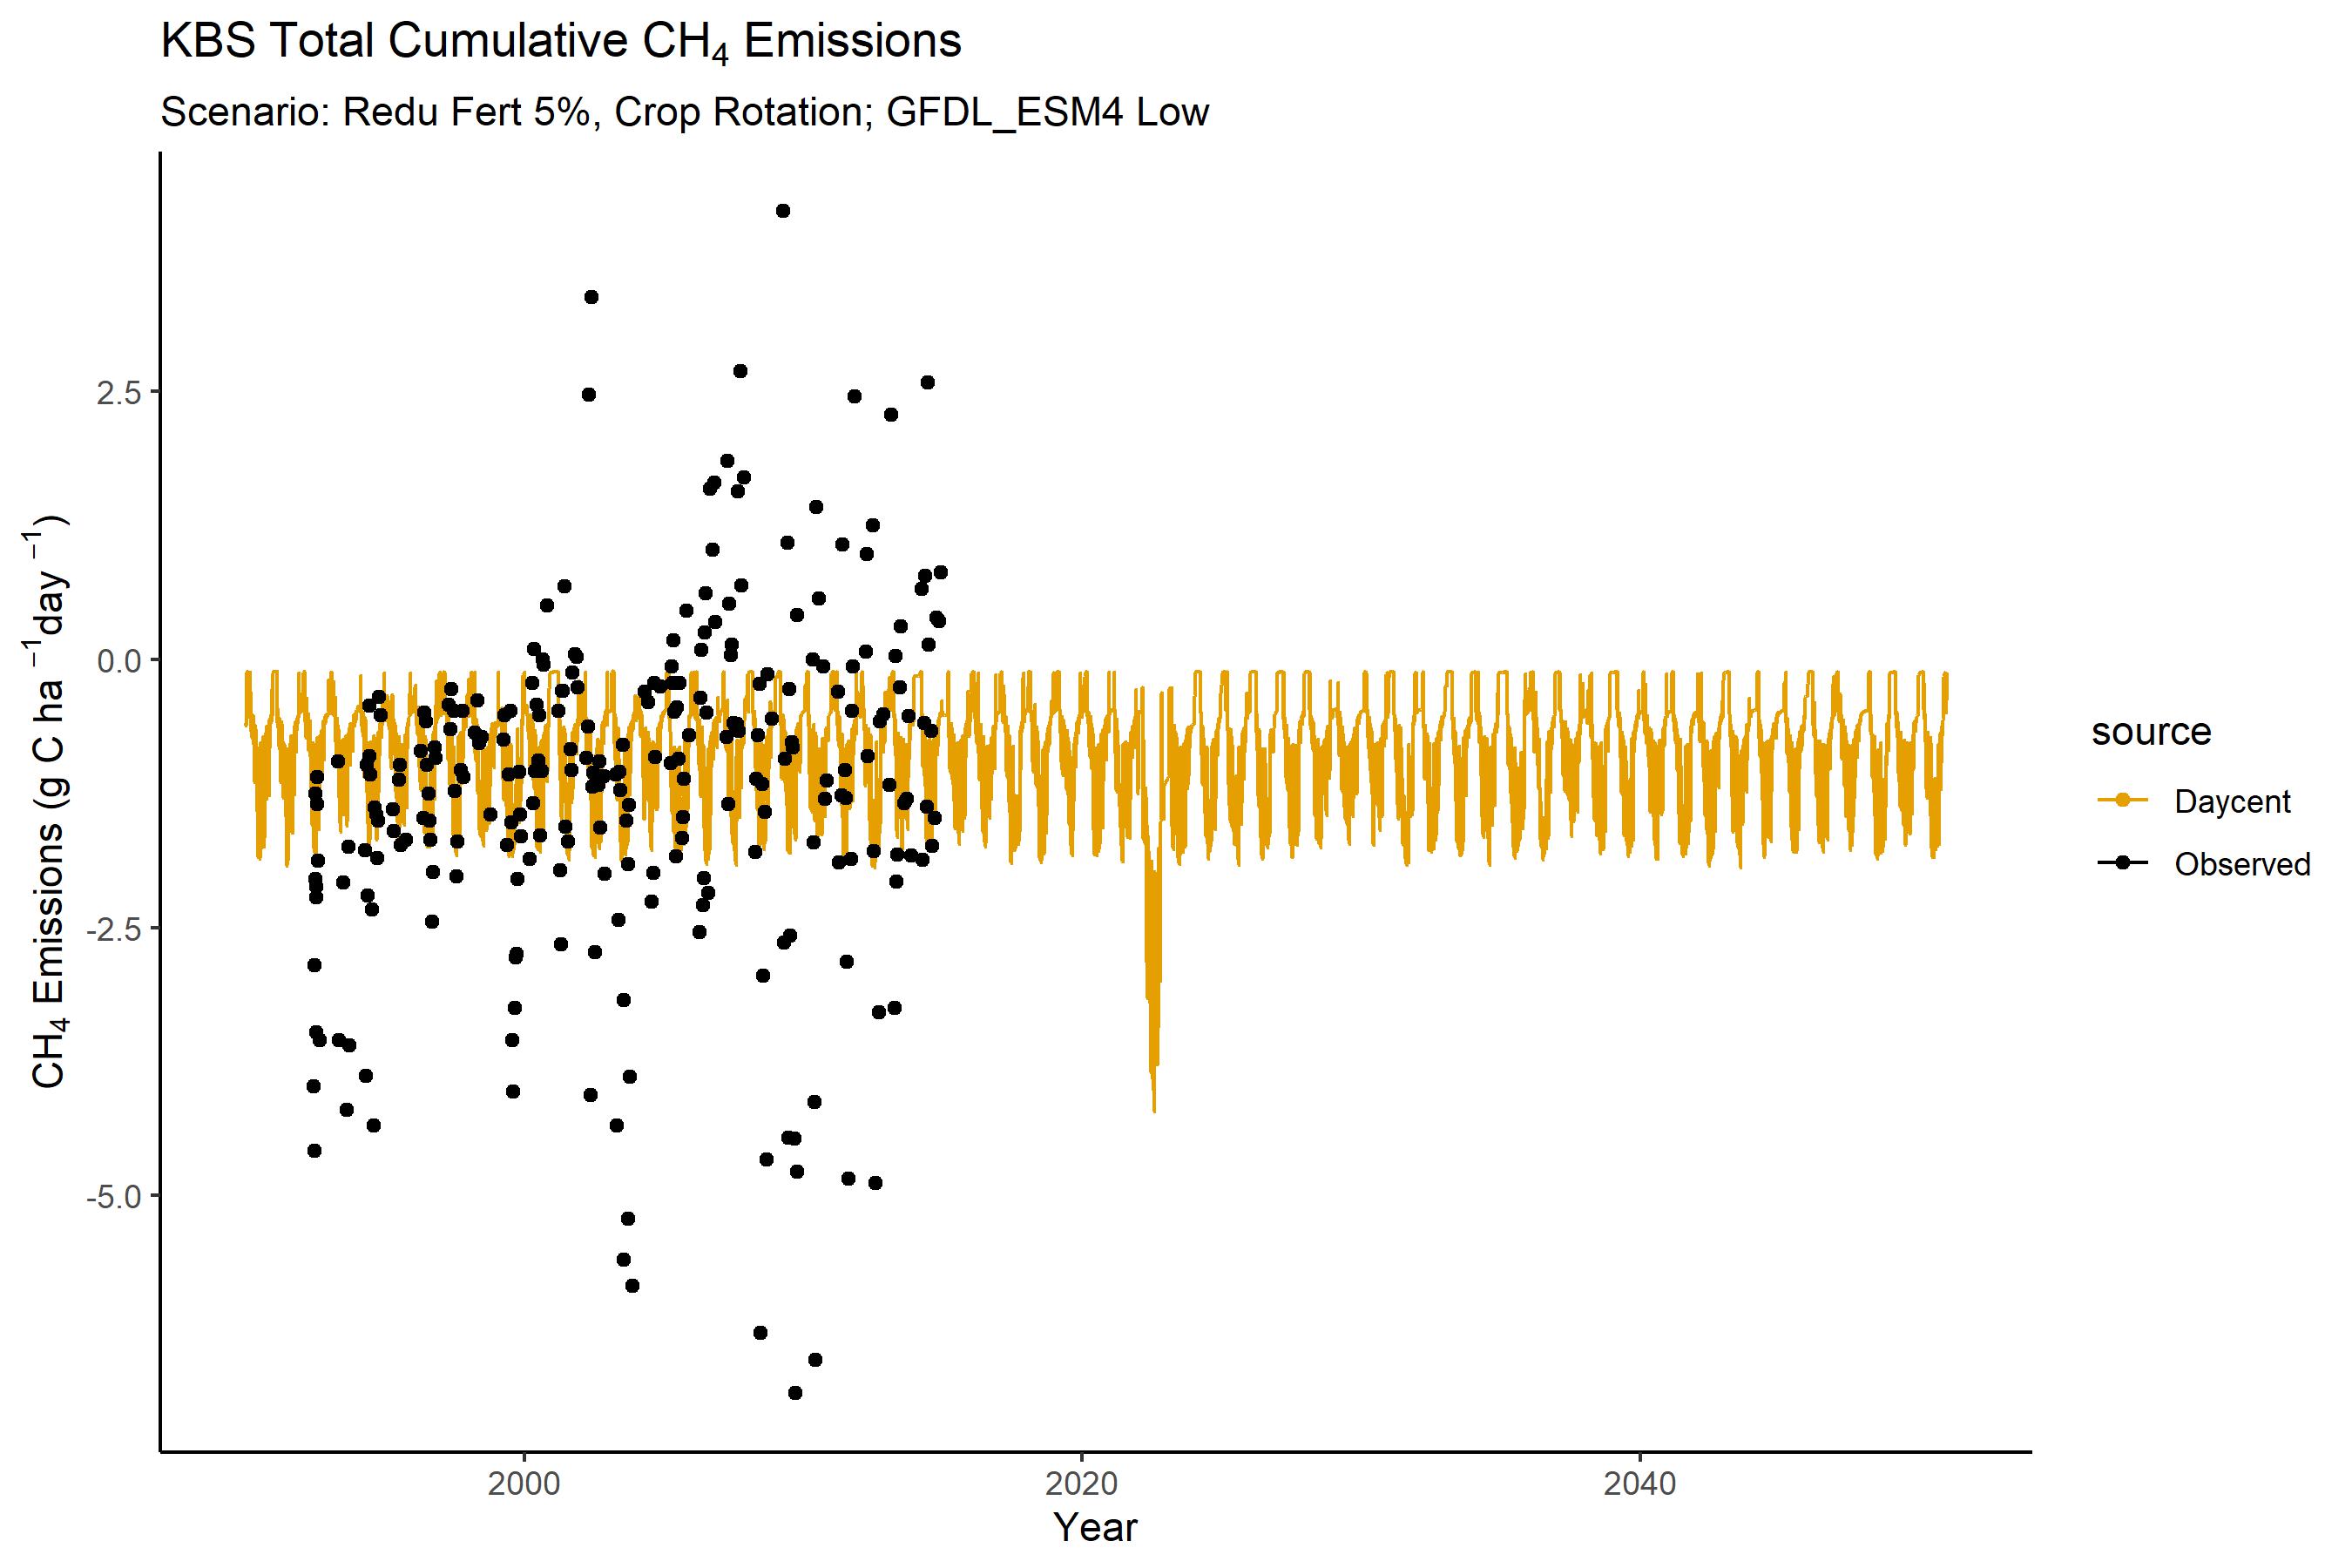 KBS Total Cumulative CH₄ Emissions
Scenario: Redu Fert 5%, Crop Rotation; GFDL_ESM4 Low
CH₄ Emissions (g C ha ⁻¹day ⁻¹)
2.5
0.0
-2.5
-5.0
2000
2020
2040
Year
source
Daycent
Observed